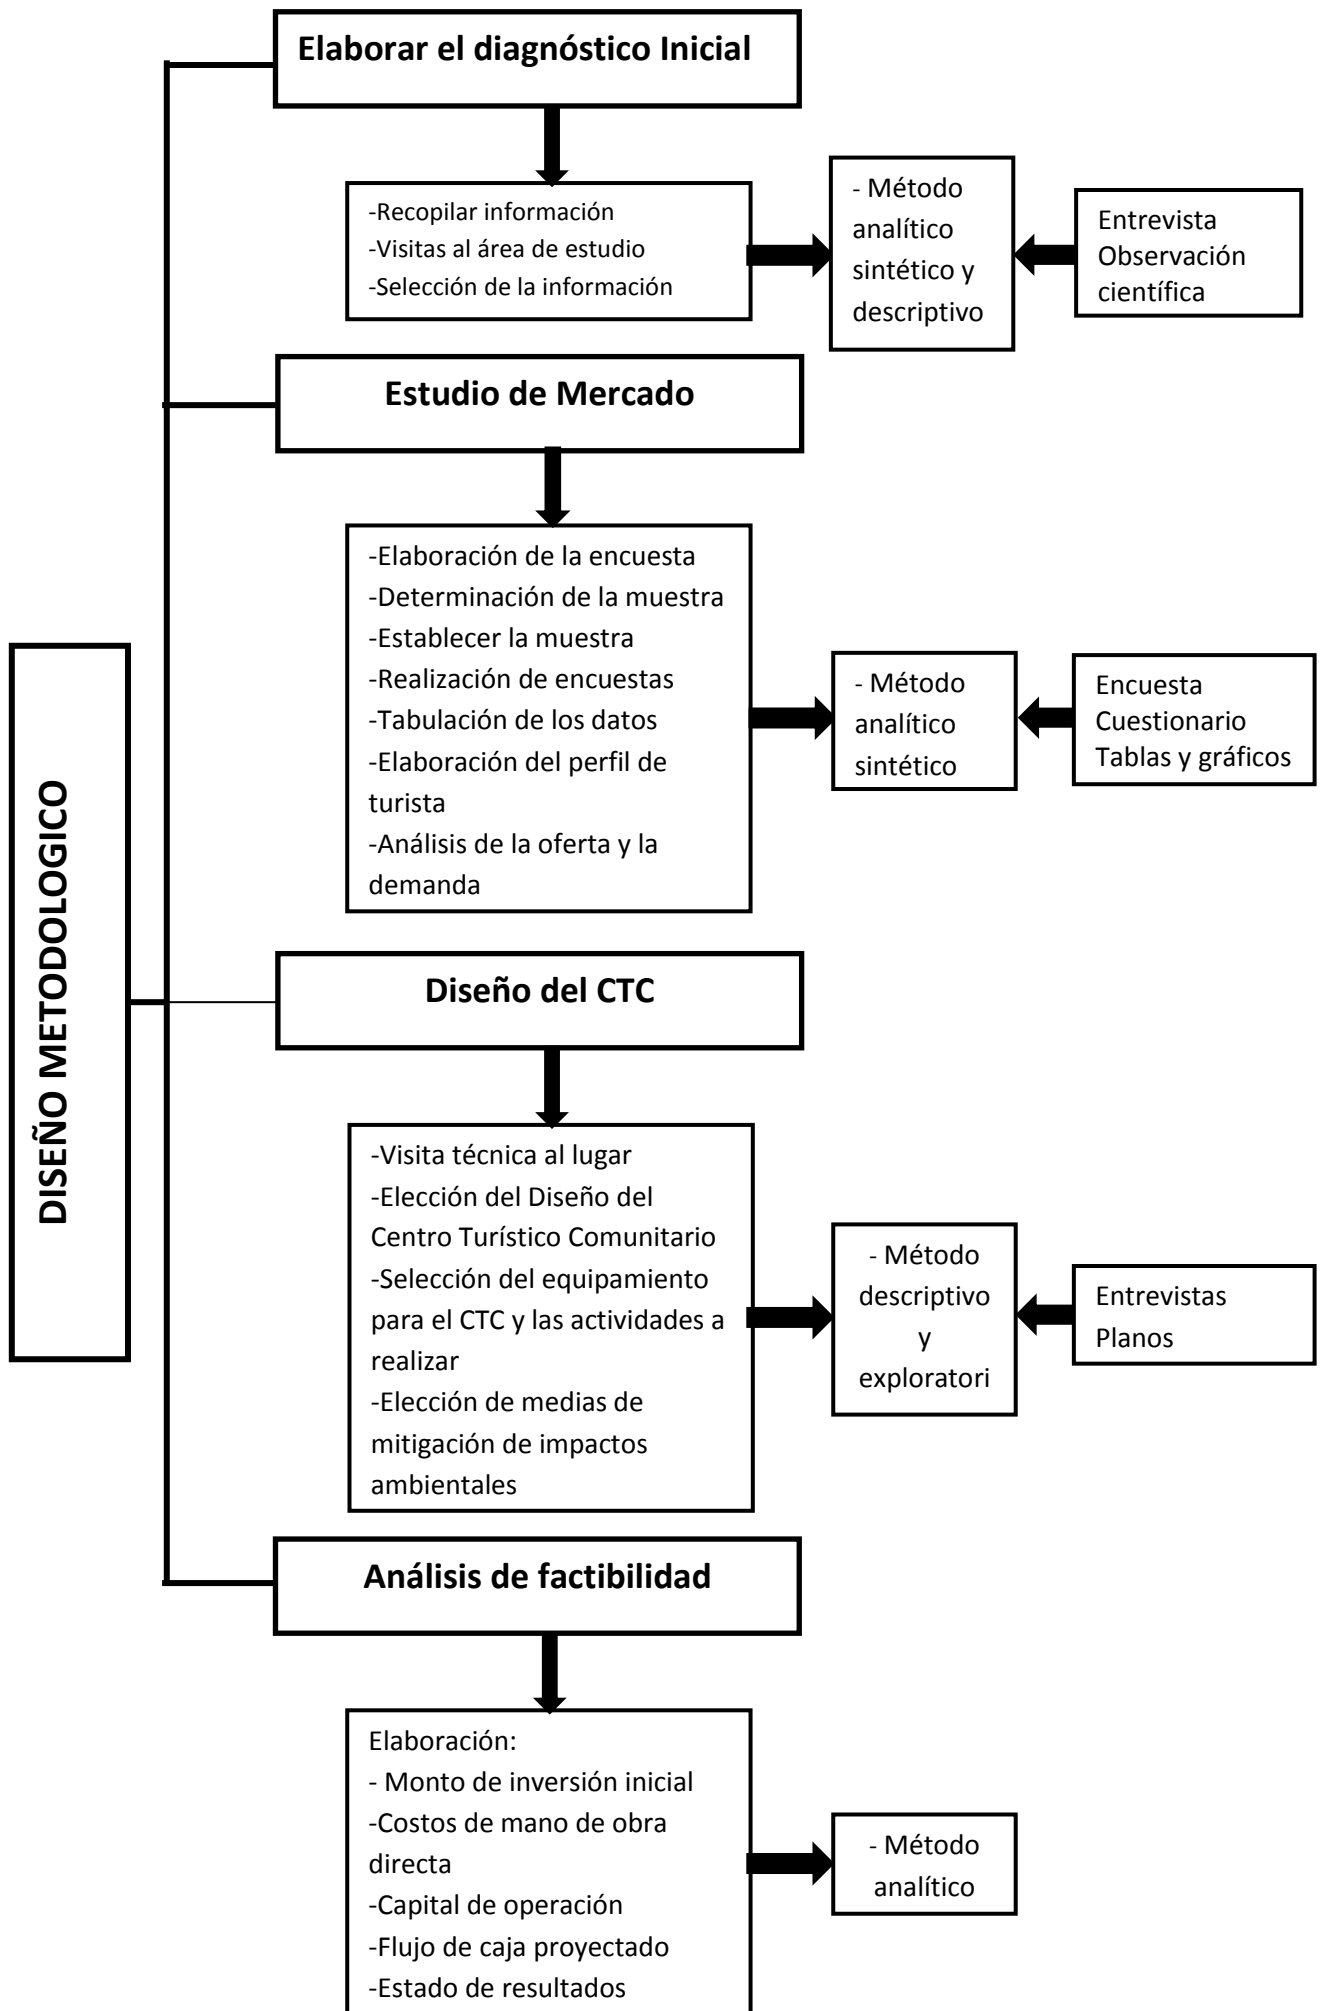 DISEÑO METODOLOGICO
Elaborar el diagnóstico Inicial
-Recopilar información
-Visitas al área de estudio
-Selección de la información
- Método
analítico
sintético y
descriptivo
Entrevista
Observación
científica
Estudio de Mercado
-Elaboración de la encuesta
-Determinación de la muestra
-Establecer la muestra
-Realización de encuestas
-Tabulación de los datos
-Elaboración del perfil de
turista
-Análisis de la oferta y la
demanda
- Método
analítico
sintético
Encuesta
Cuestionario
Tablas y gráficos
Diseño del CTC
-Visita técnica al lugar
-Elección del Diseño del
Centro Turístico Comunitario
-Selección del equipamiento
para el CTC y las actividades a
realizar
-Elección de medias de
mitigación de impactos
ambientales
- Método
descriptivo
y
exploratori
Entrevistas
Planos
Análisis de factibilidad
Elaboración:
- Monto de inversión inicial
-Costos de mano de obra
directa
-Capital de operación
-Flujo de caja proyectado
-Estado de resultados
- Método
analítico